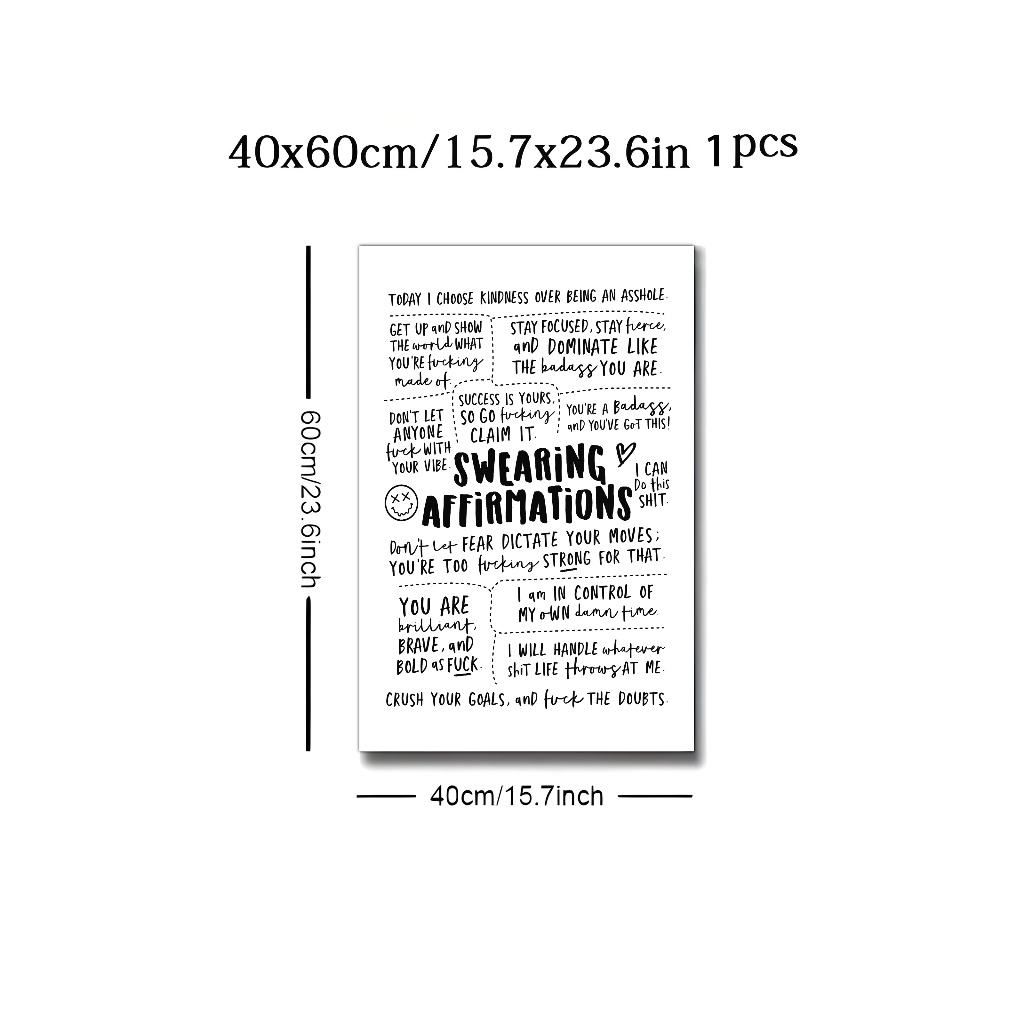 40x60cm/15.7x23.6in 1pcs
60cm/23.6inch
TODAY I CHOOSE KINDNESS OVER BEING AN ASSHOLE.
GET UP and SHOW
THE world WHAT
YOU'RE fucking
made of.
STAY FOCUSED, STAY fierce,
and DOMINATE LIKE
THE badass YOU ARE.
DON'T LET
ANYONE
fuck WITH
YOUR VIBE.
SUCCESS IS YOURS,
SO GO fucking
CLAIM IT.
YOU'RE A Badass,
and YOU'VE GOT THIS!
SWEARING
AFFIRMATIONS
I CAN
Do this
SHIT.
Don't Let FEAR DICTATE YOUR MOVES;
YOU'RE TOO fucking STRONG FOR THAT.
YOU ARE
brilliant,
BRAVE, and
BOLD as FUCK.
I am IN CONTROL OF
MY OWN damn time.
I WILL HANDLE whatever
shit LIFE throws AT ME.
CRUSH YOUR GOALS, and fuck THE DOUBTS.
40cm/15.7inch